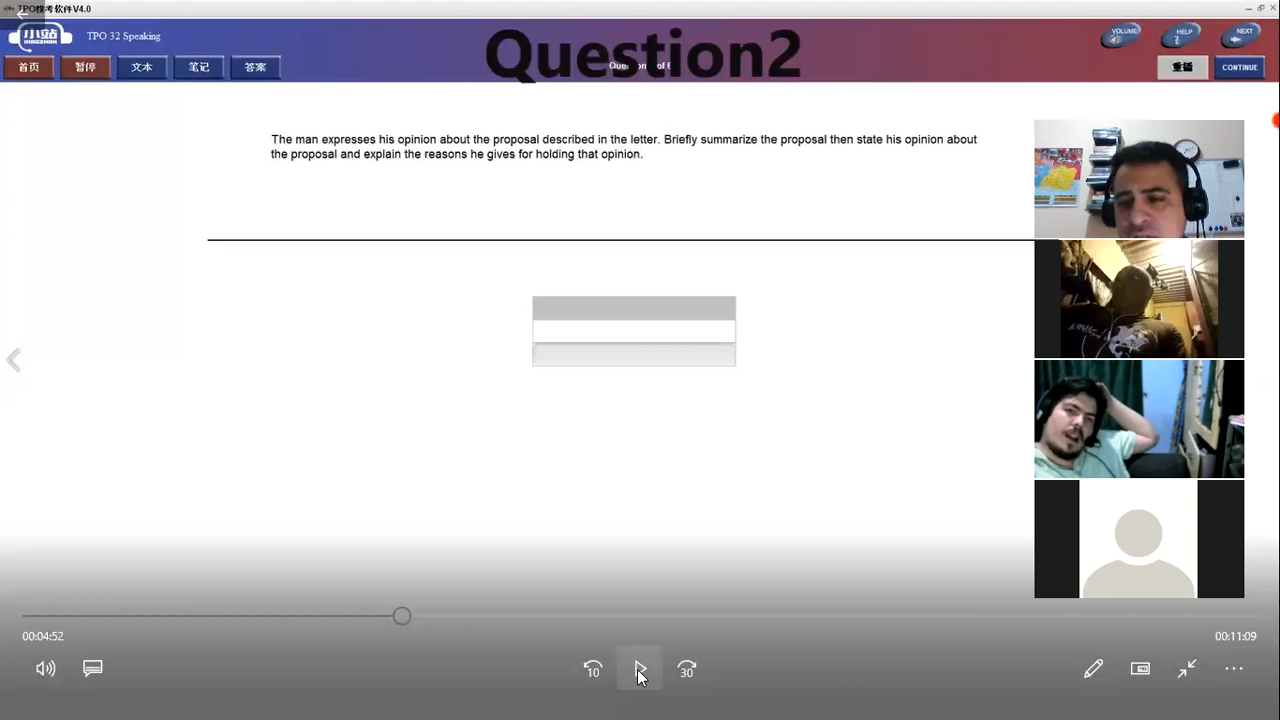 TPO模考软件V4.0
小站
XIAOZHAN
TPO 32 Speaking
Question2
VOLUME
HELP
NEXT
首页
暂停
文本
笔记
答案
重播
CONTINUE
The man expresses his opinion about the proposal described in the letter. Briefly summarize the proposal then state his opinion about
the proposal and explain the reasons he gives for holding that opinion.
00:04:52
00:11:09
10
30